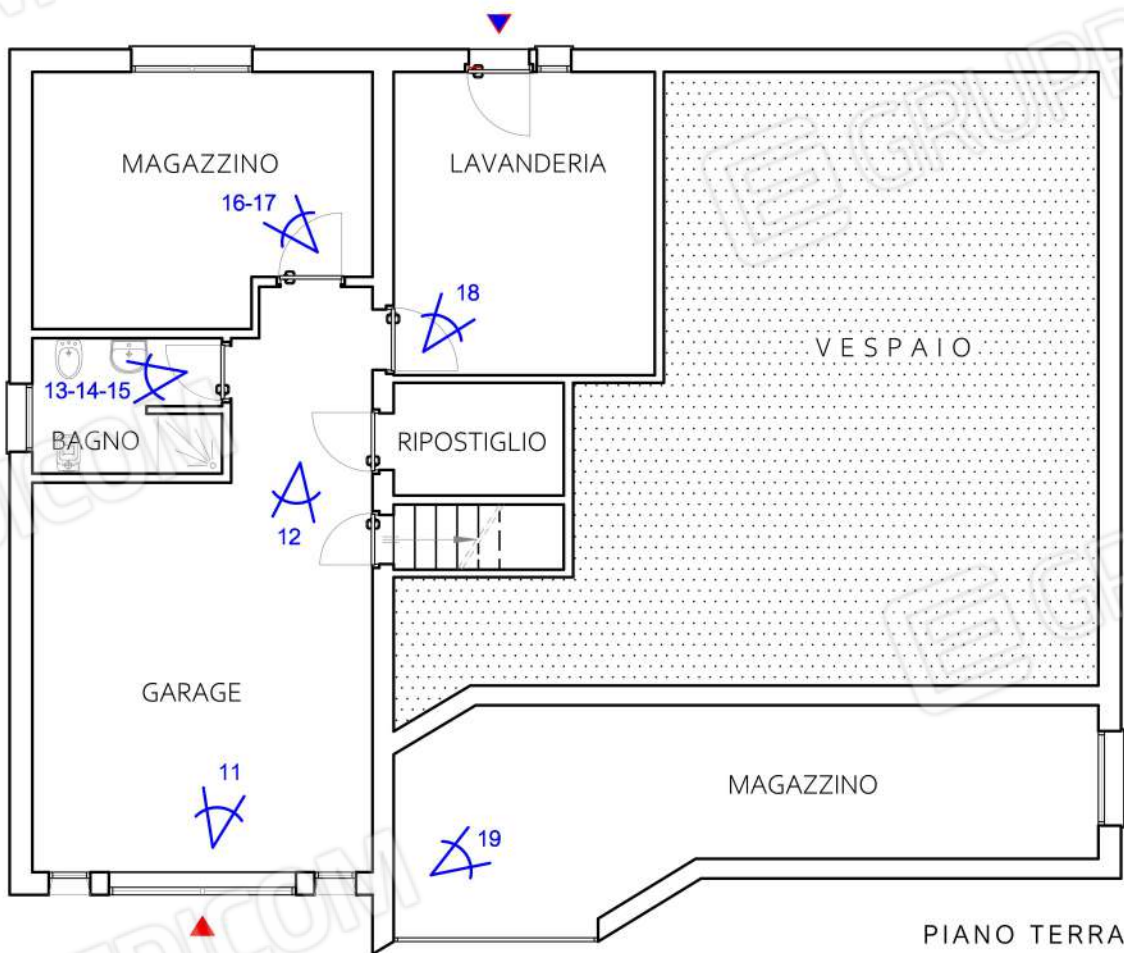 MAGAZZINO
LAVANDERIA
16-17
18
VESPAIO
13-14-15
BAGNO
RIPOSTIGLIO
12
GARAGE
11
MAGAZZINO
19
PIANO TERRA